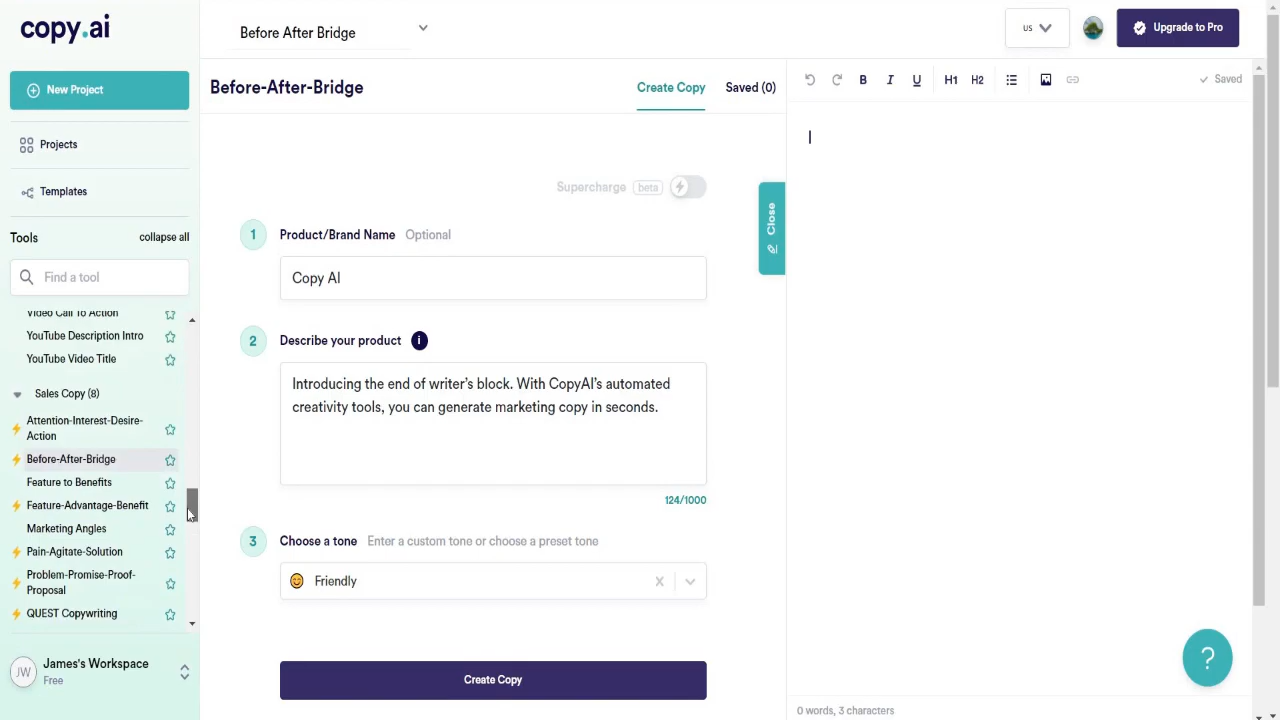 copy.ai
Before After Bridge
US
Upgrade to Pro
New Project
Projects
Templates
Tools
collapse all
Find a tool
Video Call To Action
YouTube Description Intro
YouTube Video Title
Sales Copy (8)
Attention-Interest-Desire-
Action
Before-After-Bridge
Feature to Benefits
Feature-Advantage-Benefit
Marketing Angles
Pain-Agitate-Solution
Problem-Promise-Proof-
Proposal
QUEST Copywriting
JW
James's Workspace
Free
Before-After-Bridge
Create Copy
Saved (0)
Supercharge beta
1
Product/Brand Name Optional
Copy AI
2
Describe your product i
Introducing the end of writer's block. With CopyAI's automated
creativity tools, you can generate marketing copy in seconds.
124/1000
3
Choose a tone Enter a custom tone or choose a preset tone
Friendly
X
Create Copy
Close
B I U H1 H2
Saved
?
0 words, 3 characters